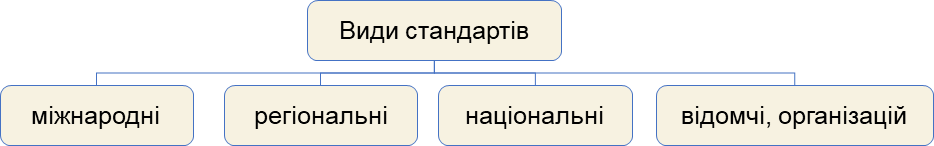 Види стандартів
міжнародні
регіональні
національні
відомчі, організацій